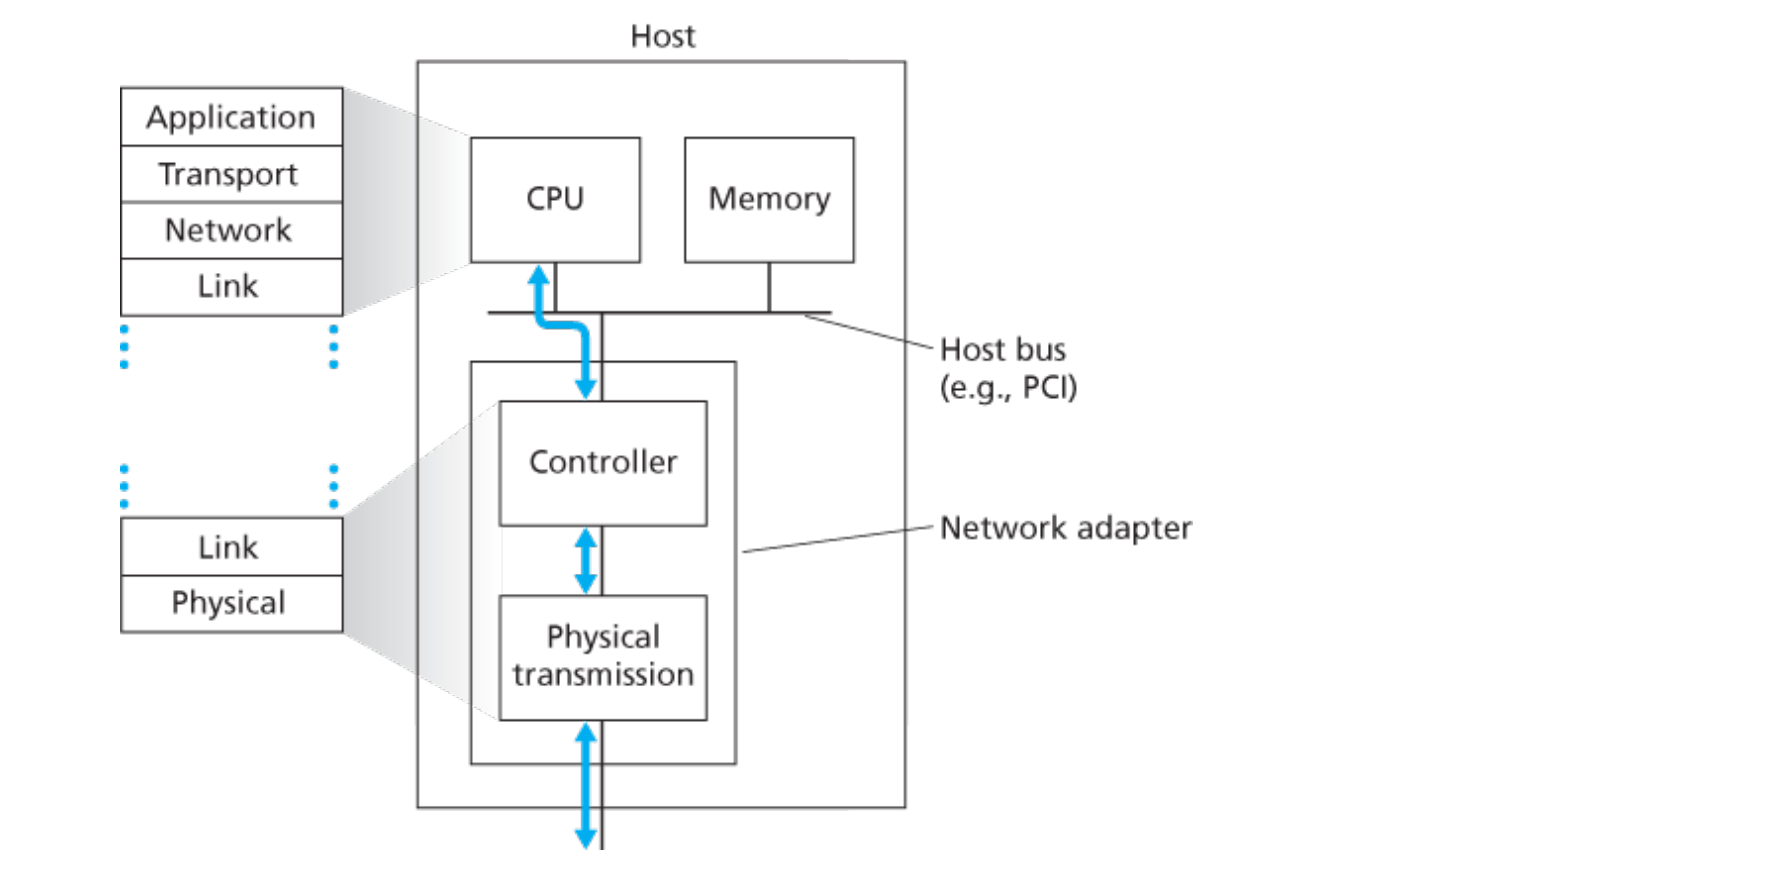 Host
Application
Transport
Network
Link
CPU
Memory
Host bus
(e.g., PCI)
Controller
Network adapter
Link
Physical
Physical
transmission